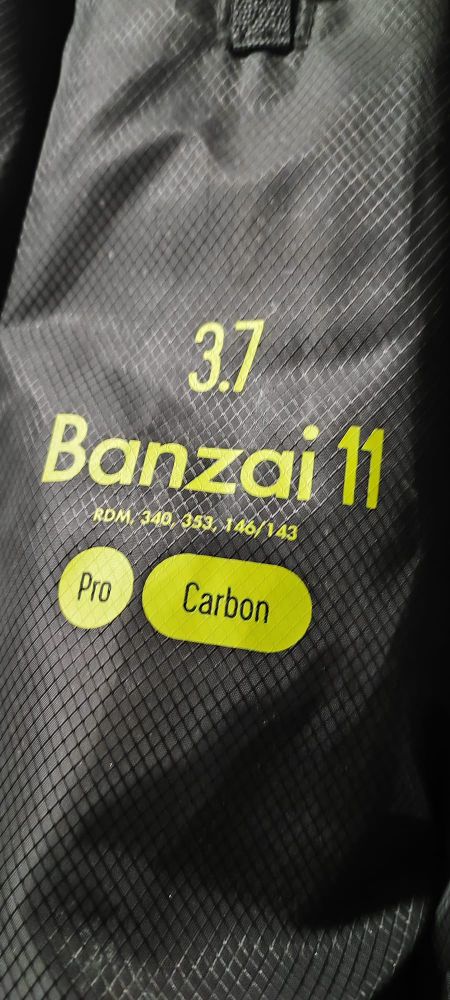 3.7
Banzai 11
RDM, 340, 353, 146/143
Pro Carbon